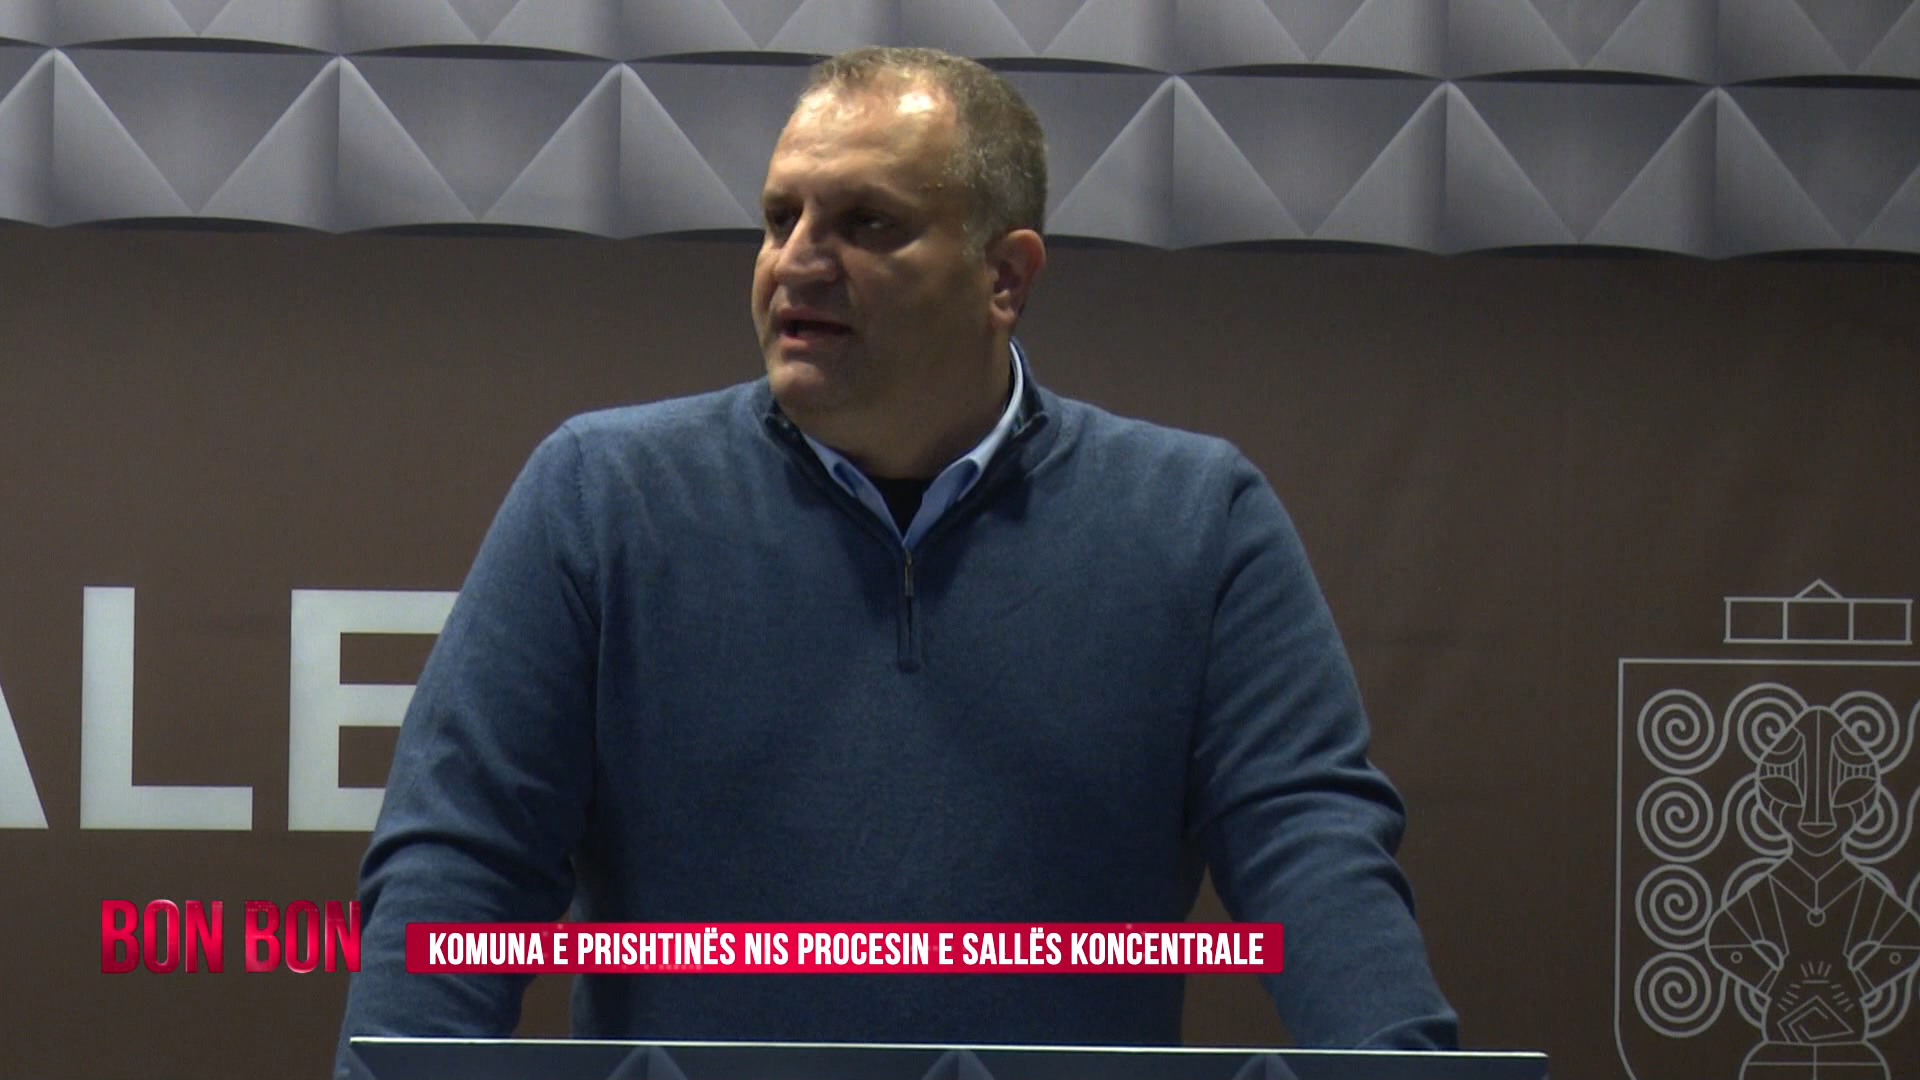 ALE
BON BON
KOMUNA E PRISHTINËS NIS PROCESIN E SALLËS KONCENTRALE